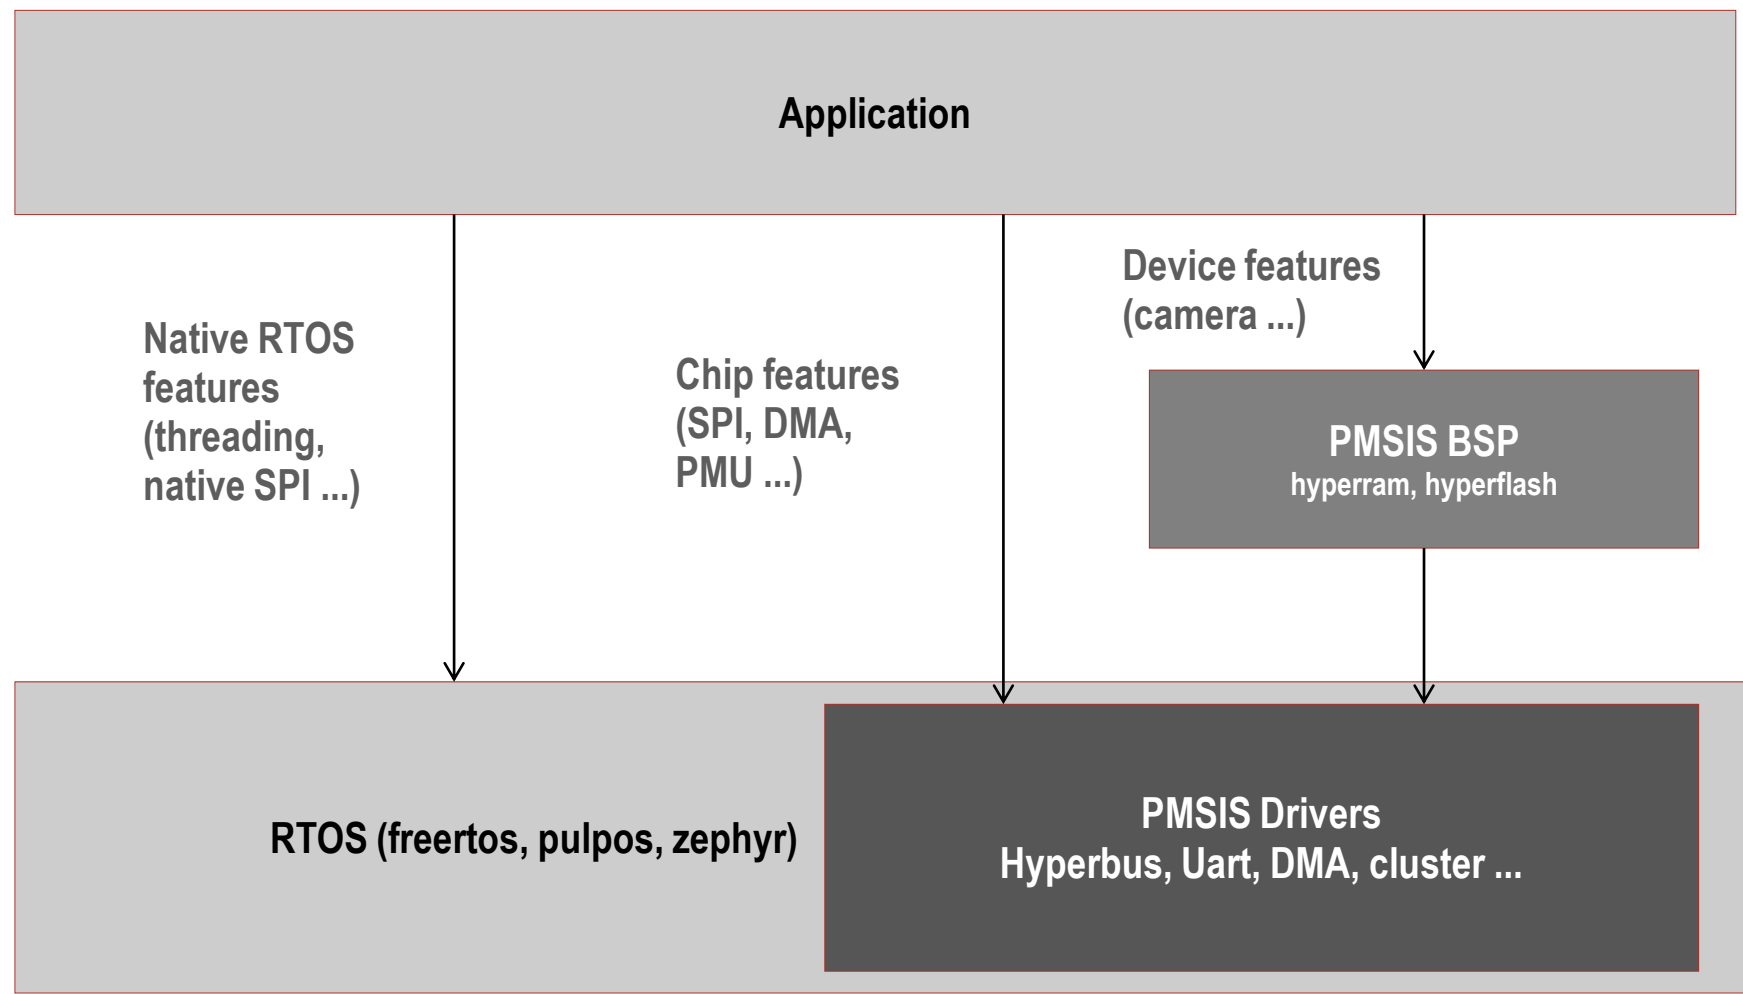 Application
Native RTOS
features
(threading,
native SPI ...)
Chip features
(SPI, DMA,
PMU ...)
Device features
(camera ...)
PMSIS BSP
hyperram, hyperflash
RTOS (freertos, pulpos, zephyr)
PMSIS Drivers
Hyperbus, Uart, DMA, cluster ...